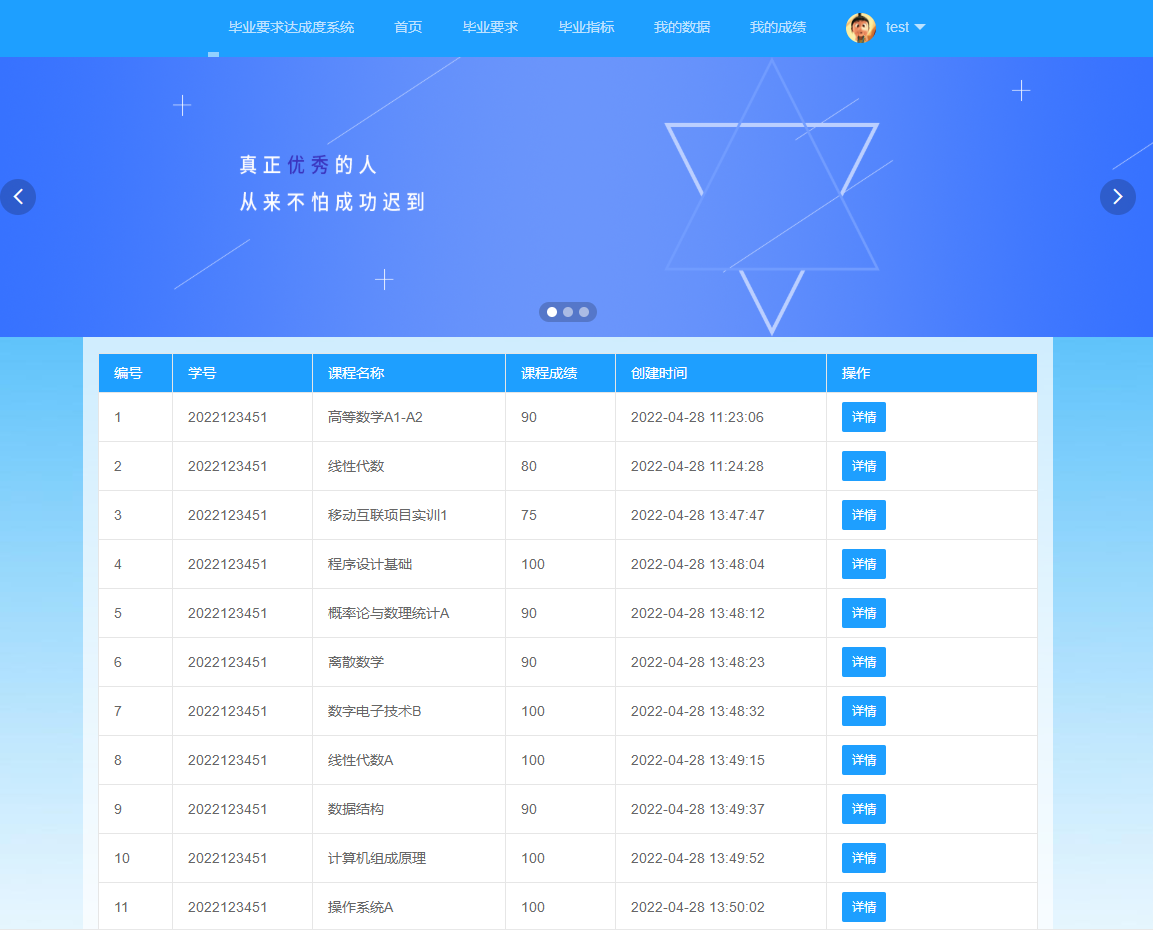 毕业要求达成度系统 首页 毕业要求 毕业指标 我的数据 我的成绩 test
真正优秀的人
从来不怕成功迟到
编号 学号 课程名称 课程成绩 创建时间 操作
1 2022123451 高等数学A1-A2 90 2022-04-28 11:23:06 详情
2 2022123451 线性代数 80 2022-04-28 11:24:28 详情
3 2022123451 移动互联项目实训1 75 2022-04-28 13:47:47 详情
4 2022123451 程序设计基础 100 2022-04-28 13:48:04 详情
5 2022123451 概率论与数理统计A 90 2022-04-28 13:48:12 详情
6 2022123451 离散数学 90 2022-04-28 13:48:23 详情
7 2022123451 数字电子技术B 100 2022-04-28 13:48:32 详情
8 2022123451 线性代数A 100 2022-04-28 13:49:15 详情
9 2022123451 数据结构 90 2022-04-28 13:49:37 详情
10 2022123451 计算机组成原理 100 2022-04-28 13:49:52 详情
11 2022123451 操作系统A 100 2022-04-28 13:50:02 详情